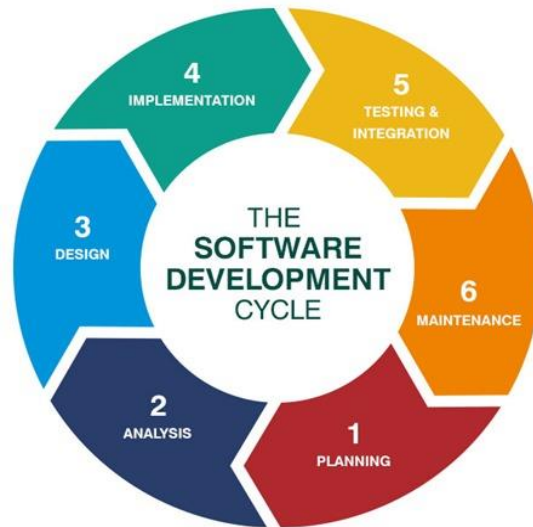 THE
SOFTWARE
DEVELOPMENT
CYCLE
1
PLANNING
2
ANALYSIS
3
DESIGN
4
IMPLEMENTATION
5
TESTING &
INTEGRATION
6
MAINTENANCE